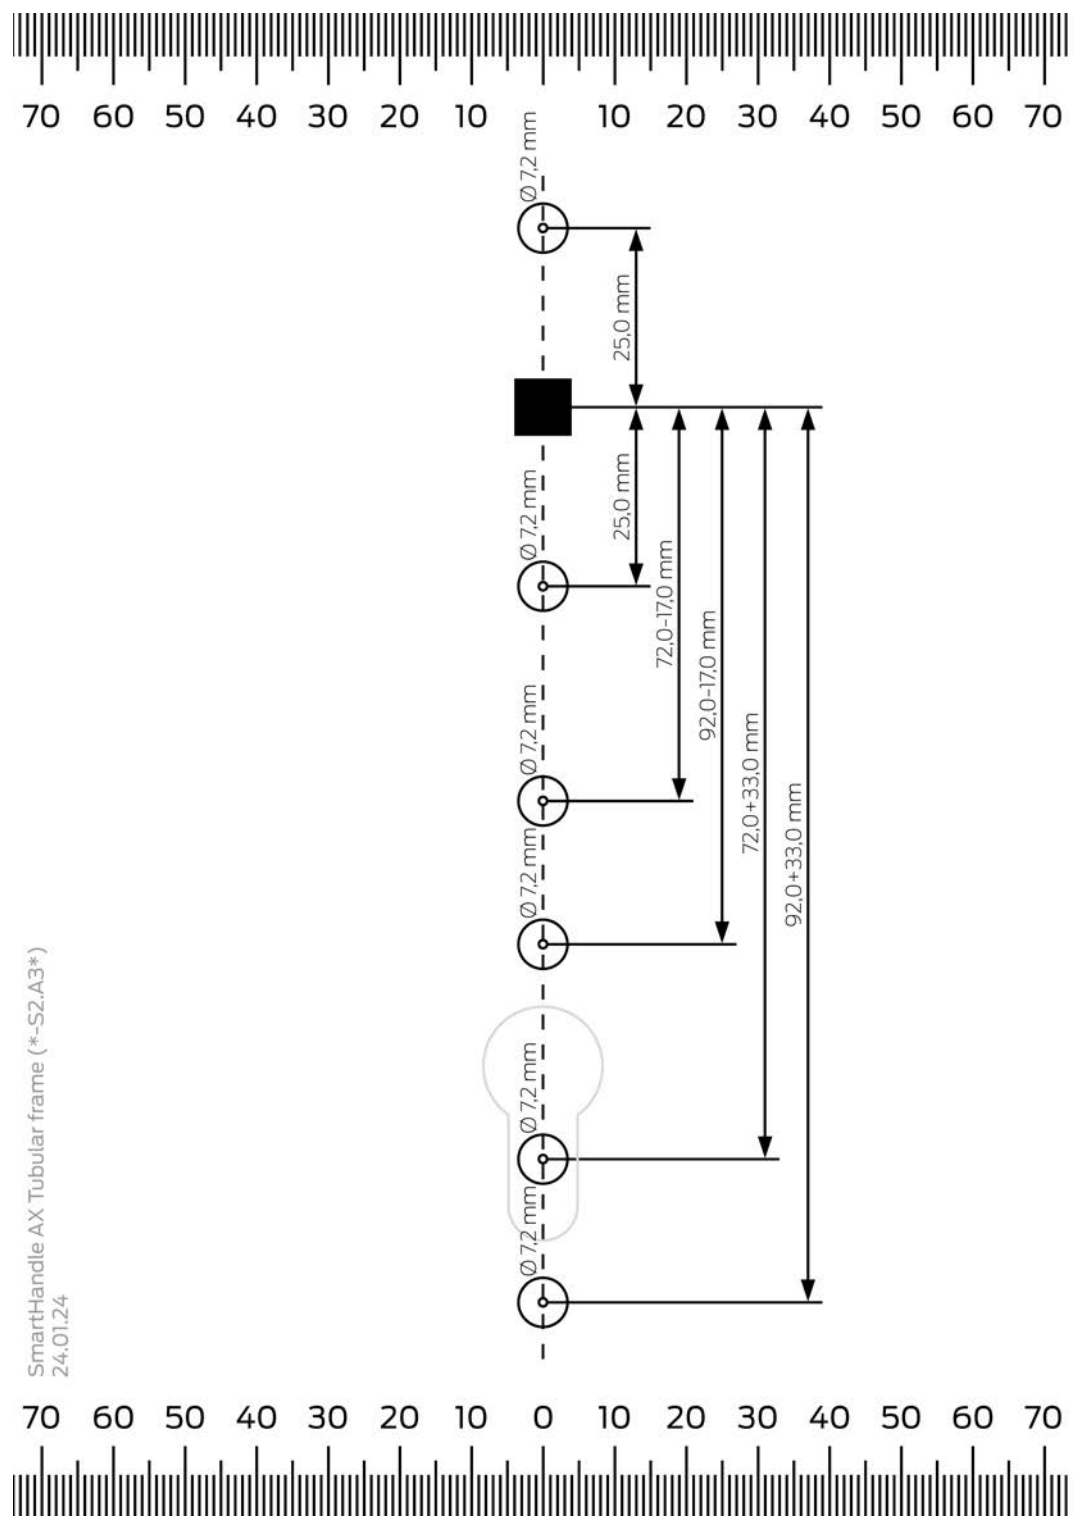 70 60 50 40 30 20 10 10 20 30 40 50 60 70
Ø 7,2 mm
25,0 mm
25,0 mm
Ø 7,2 mm
72,0-17,0 mm
92,0-17,0 mm
Ø 7,2 mm
72,0+33,0 mm
92,0+33,0 mm
Ø 7,2 mm
Ø 7,2 mm
Ø 7,2 mm
SmartHandle AX Tubular frame (*-S2.A3*)
24.01.24
70 60 50 40 30 20 10 0 10 20 30 40 50 60 70